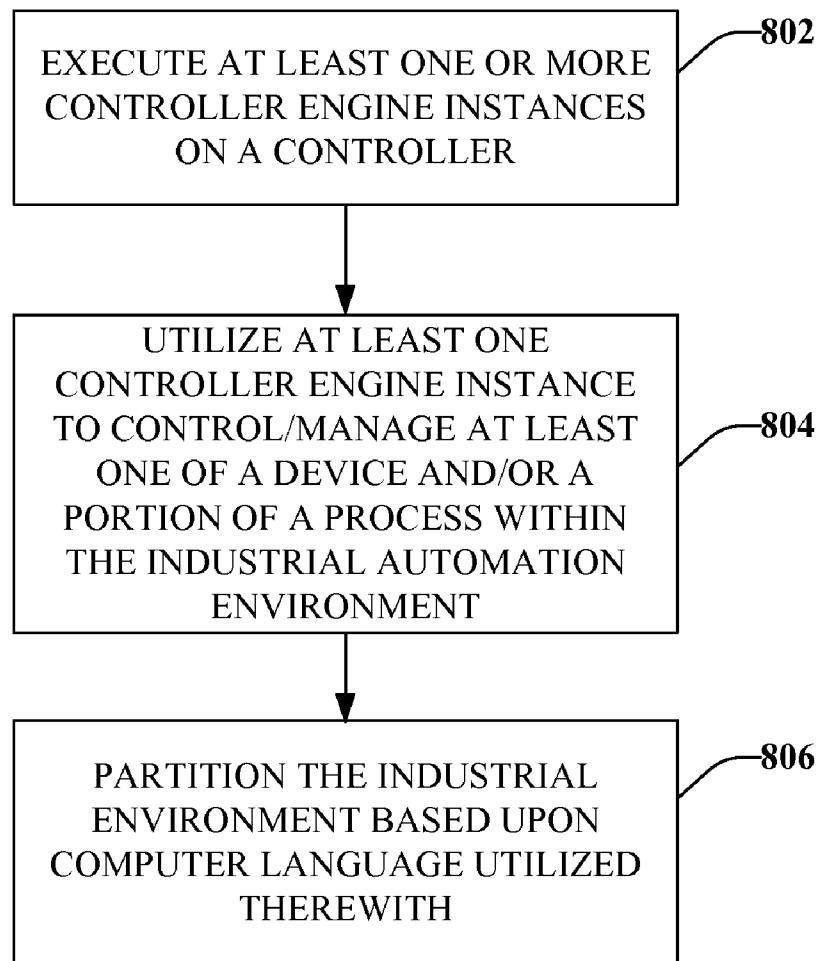 EXECUTE AT LEAST ONE OR MORE
CONTROLLER ENGINE INSTANCES
ON A CONTROLLER
802
UTILIZE AT LEAST ONE
CONTROLLER ENGINE INSTANCE
TO CONTROL/MANAGE AT LEAST
ONE OF A DEVICE AND/OR A
PORTION OF A PROCESS WITHIN
THE INDUSTRIAL AUTOMATION
ENVIRONMENT
804
PARTITION THE INDUSTRIAL
ENVIRONMENT BASED UPON
COMPUTER LANGUAGE UTILIZED
THEREWITH
806